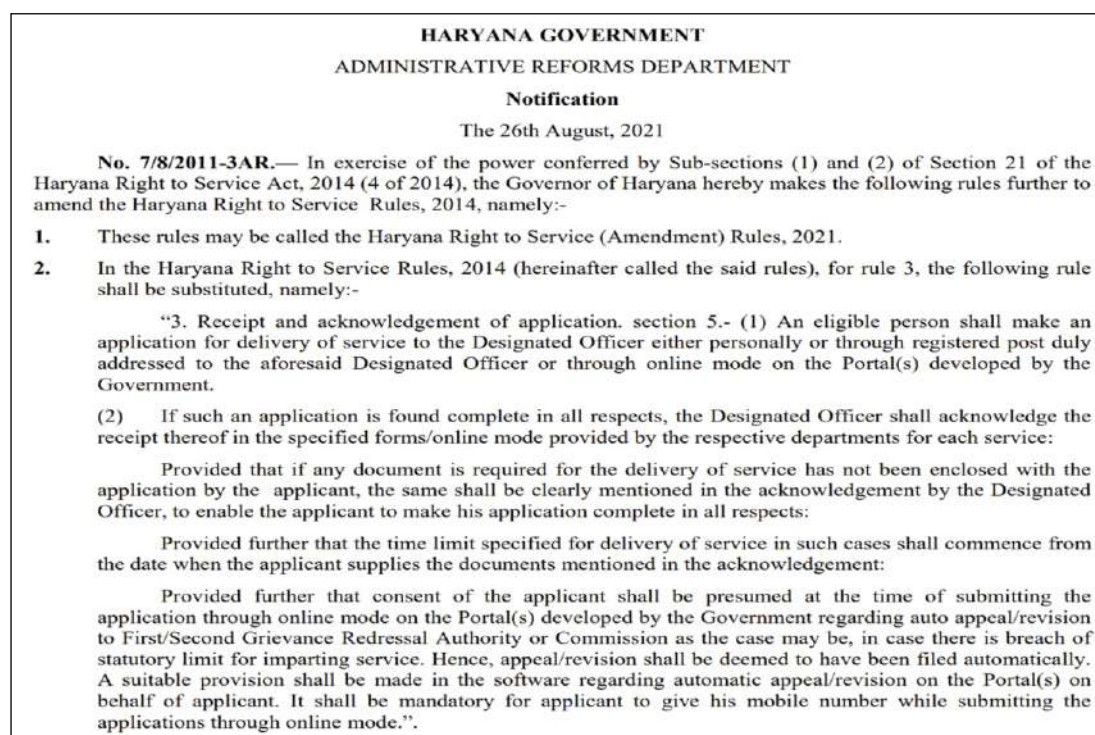 HARYANA GOVERNMENT
ADMINISTRATIVE REFORMS DEPARTMENT
Notification
The 26th August, 2021
No. 7/8/2011-3AR.— In exercise of the power conferred by Sub-sections (1) and (2) of Section 21 of the
Haryana Right to Service Act, 2014 (4 of 2014), the Governor of Haryana hereby makes the following rules further to
amend the Haryana Right to Service Rules, 2014, namely:-
1. These rules may be called the Haryana Right to Service (Amendment) Rules, 2021.
2. In the Haryana Right to Service Rules, 2014 (hereinafter called the said rules), for rule 3, the following rule
shall be substituted, namely:-
“3. Receipt and acknowledgement of application. section 5.- (1) An eligible person shall make an
application for delivery of service to the Designated Officer either personally or through registered post duly
addressed to the aforesaid Designated Officer or through online mode on the Portal(s) developed by the
Government.
(2) If such an application is found complete in all respects, the Designated Officer shall acknowledge the
receipt thereof in the specified forms/online mode provided by the respective departments for each service:
Provided that if any document is required for the delivery of service has not been enclosed with the
application by the applicant, the same shall be clearly mentioned in the acknowledgement by the Designated
Officer, to enable the applicant to make his application complete in all respects:
Provided further that the time limit specified for delivery of service in such cases shall commence from
the date when the applicant supplies the documents mentioned in the acknowledgement:
Provided further that consent of the applicant shall be presumed at the time of submitting the
application through online mode on the Portal(s) developed by the Government regarding auto appeal/revision
to First/Second Grievance Redressal Authority or Commission as the case may be, in case there is breach of
statutory limit for imparting service. Hence, appeal/revision shall be deemed to have been filed automatically.
A suitable provision shall be made in the software regarding automatic appeal/revision on the Portal(s) on
behalf of applicant. It shall be mandatory for applicant to give his mobile number while submitting the
applications through online mode.”.